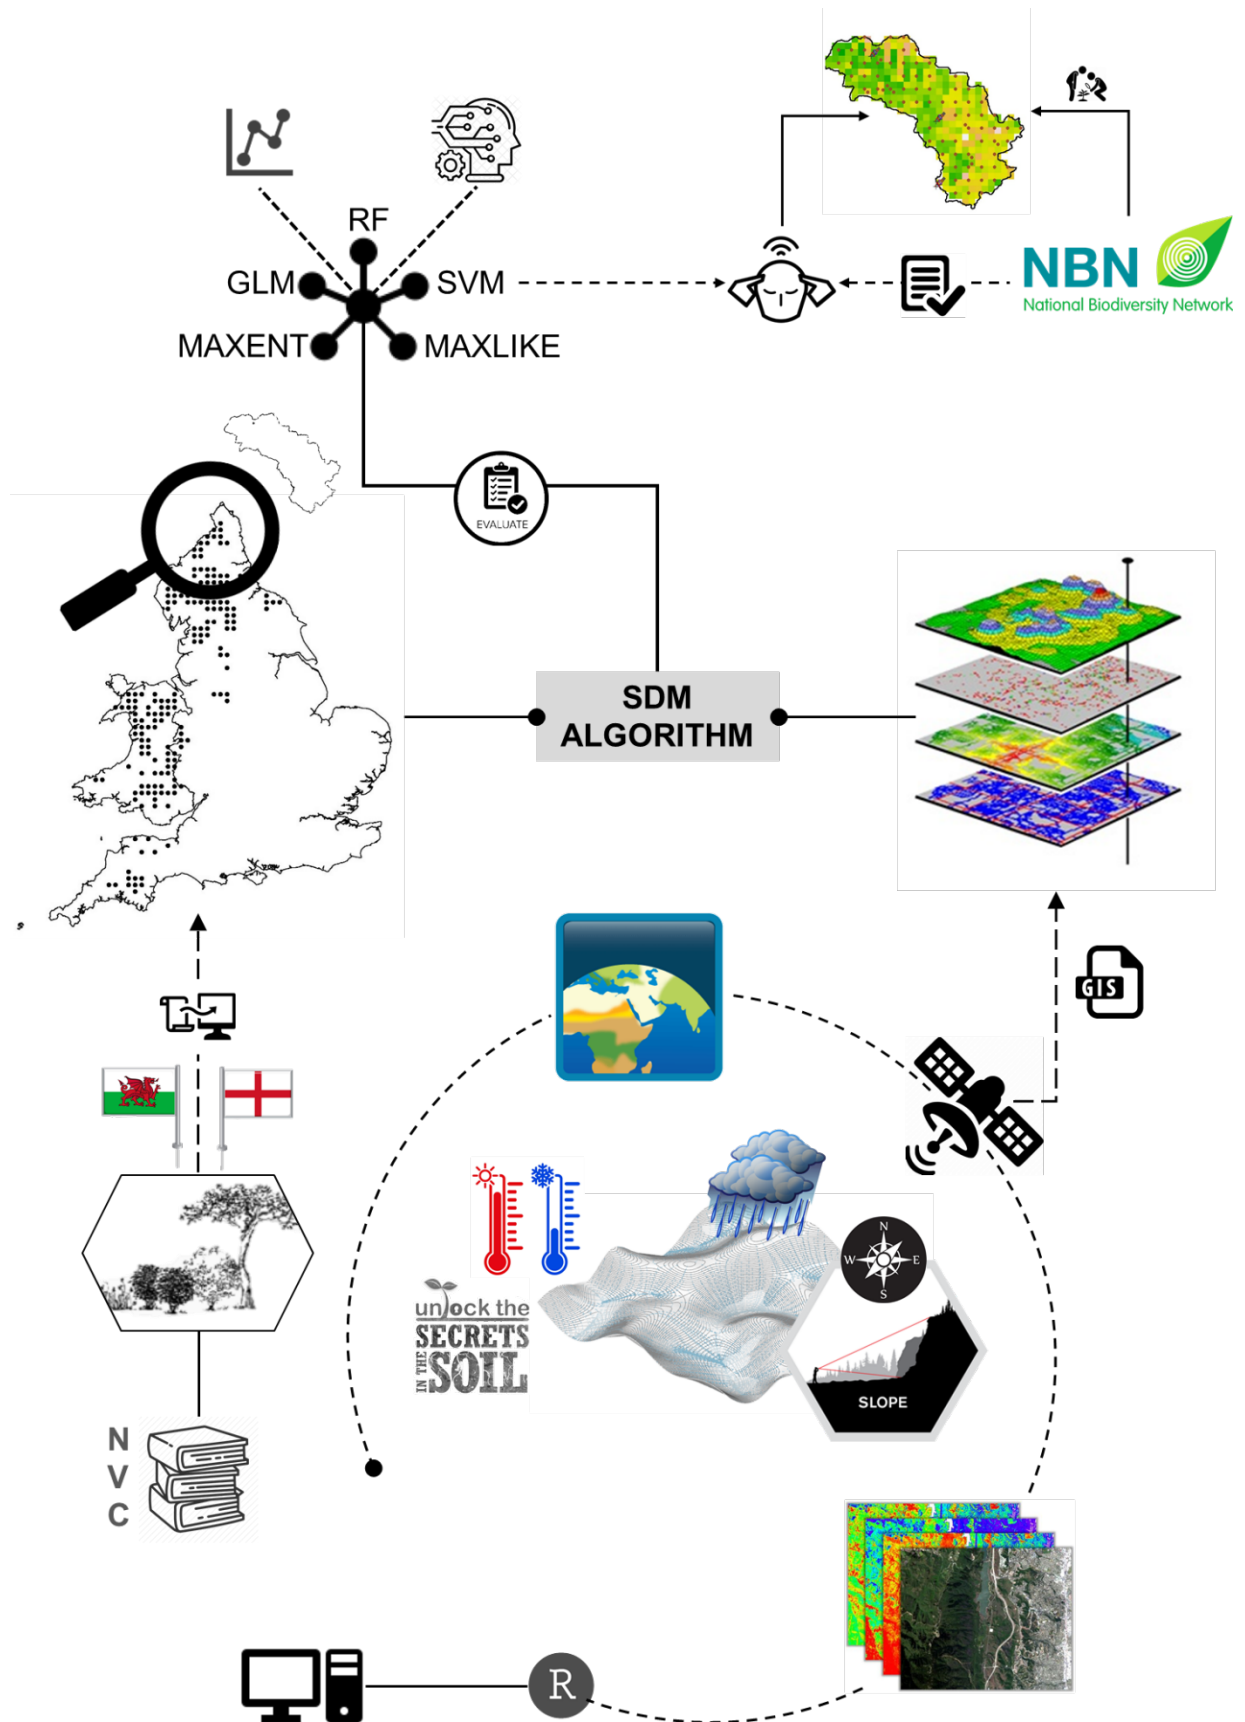 RF
GLM
SVM
MAXENT
MAXLIKE
NBN
National Biodiversity Network
EVALUATE
SDM
ALGORITHM
GIS
N
W
E
S
unlock the
SECRETS
IN THE
SOIL
SLOPE
N
V
C
R